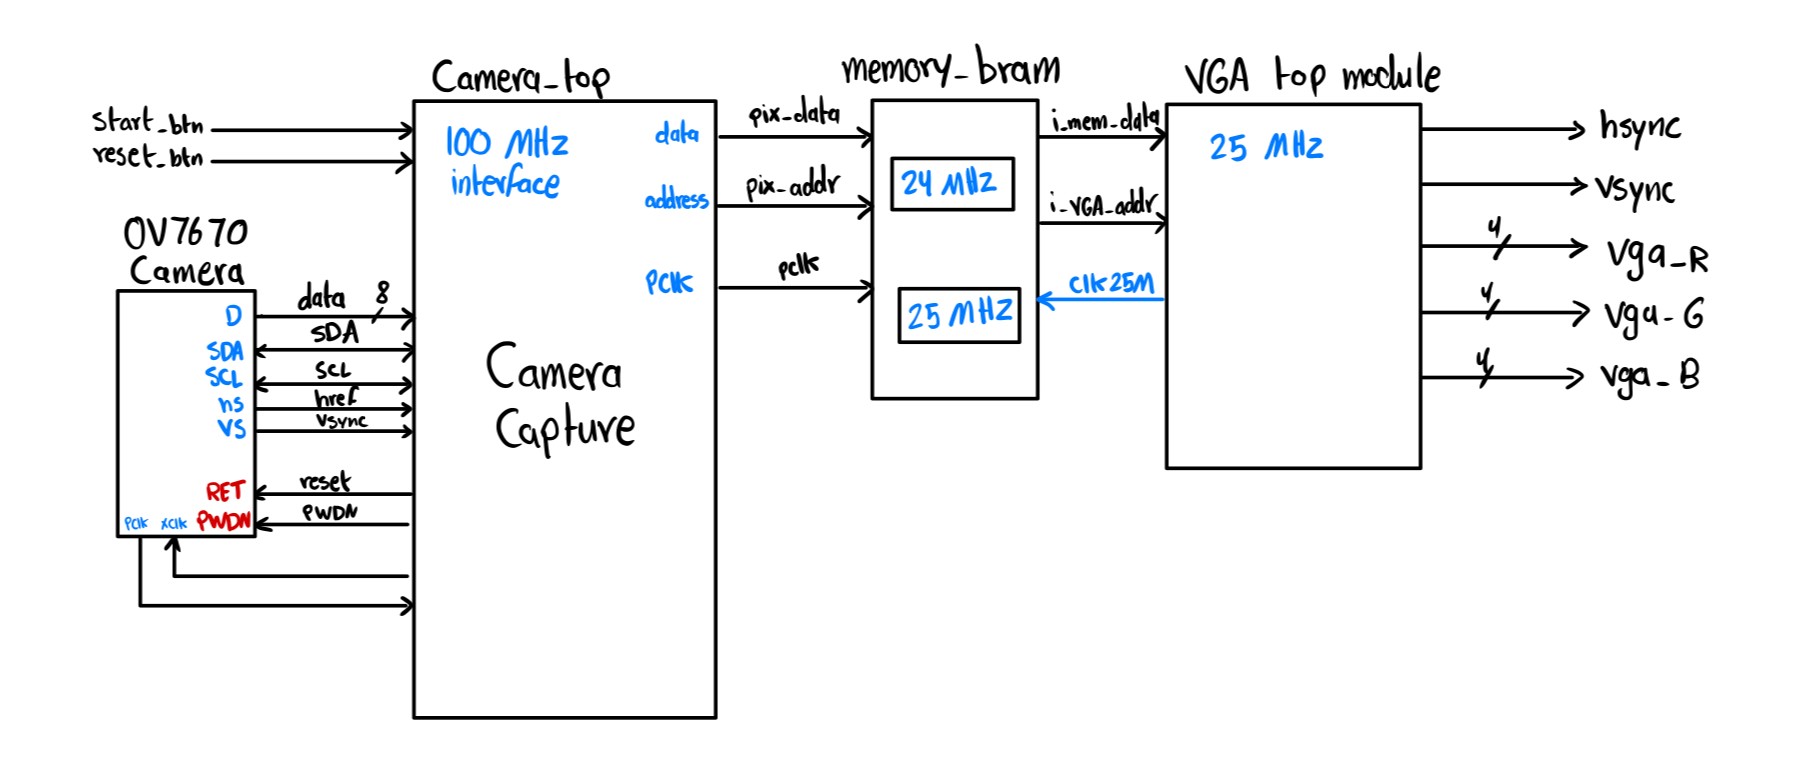 Camera_top
memory_bram
VGA top module
start_btn
reset_btn
100 MHz
interface
data
address
PClk
Camera
Capture
OV7670
Camera
D
SDA
SCL
hs
VS
RET
PWDN
PClk
XClk
data
8
SDA
SCL
href
Vsync
reset
PWDN
pix_data
pix_addr
pclk
24 MHz
25 MHz
i_mem_data
i_VGA_addr
Clk25M
25 MHz
hsync
Vsync
4
Vga_R
4
Vga_G
4
Vga_B